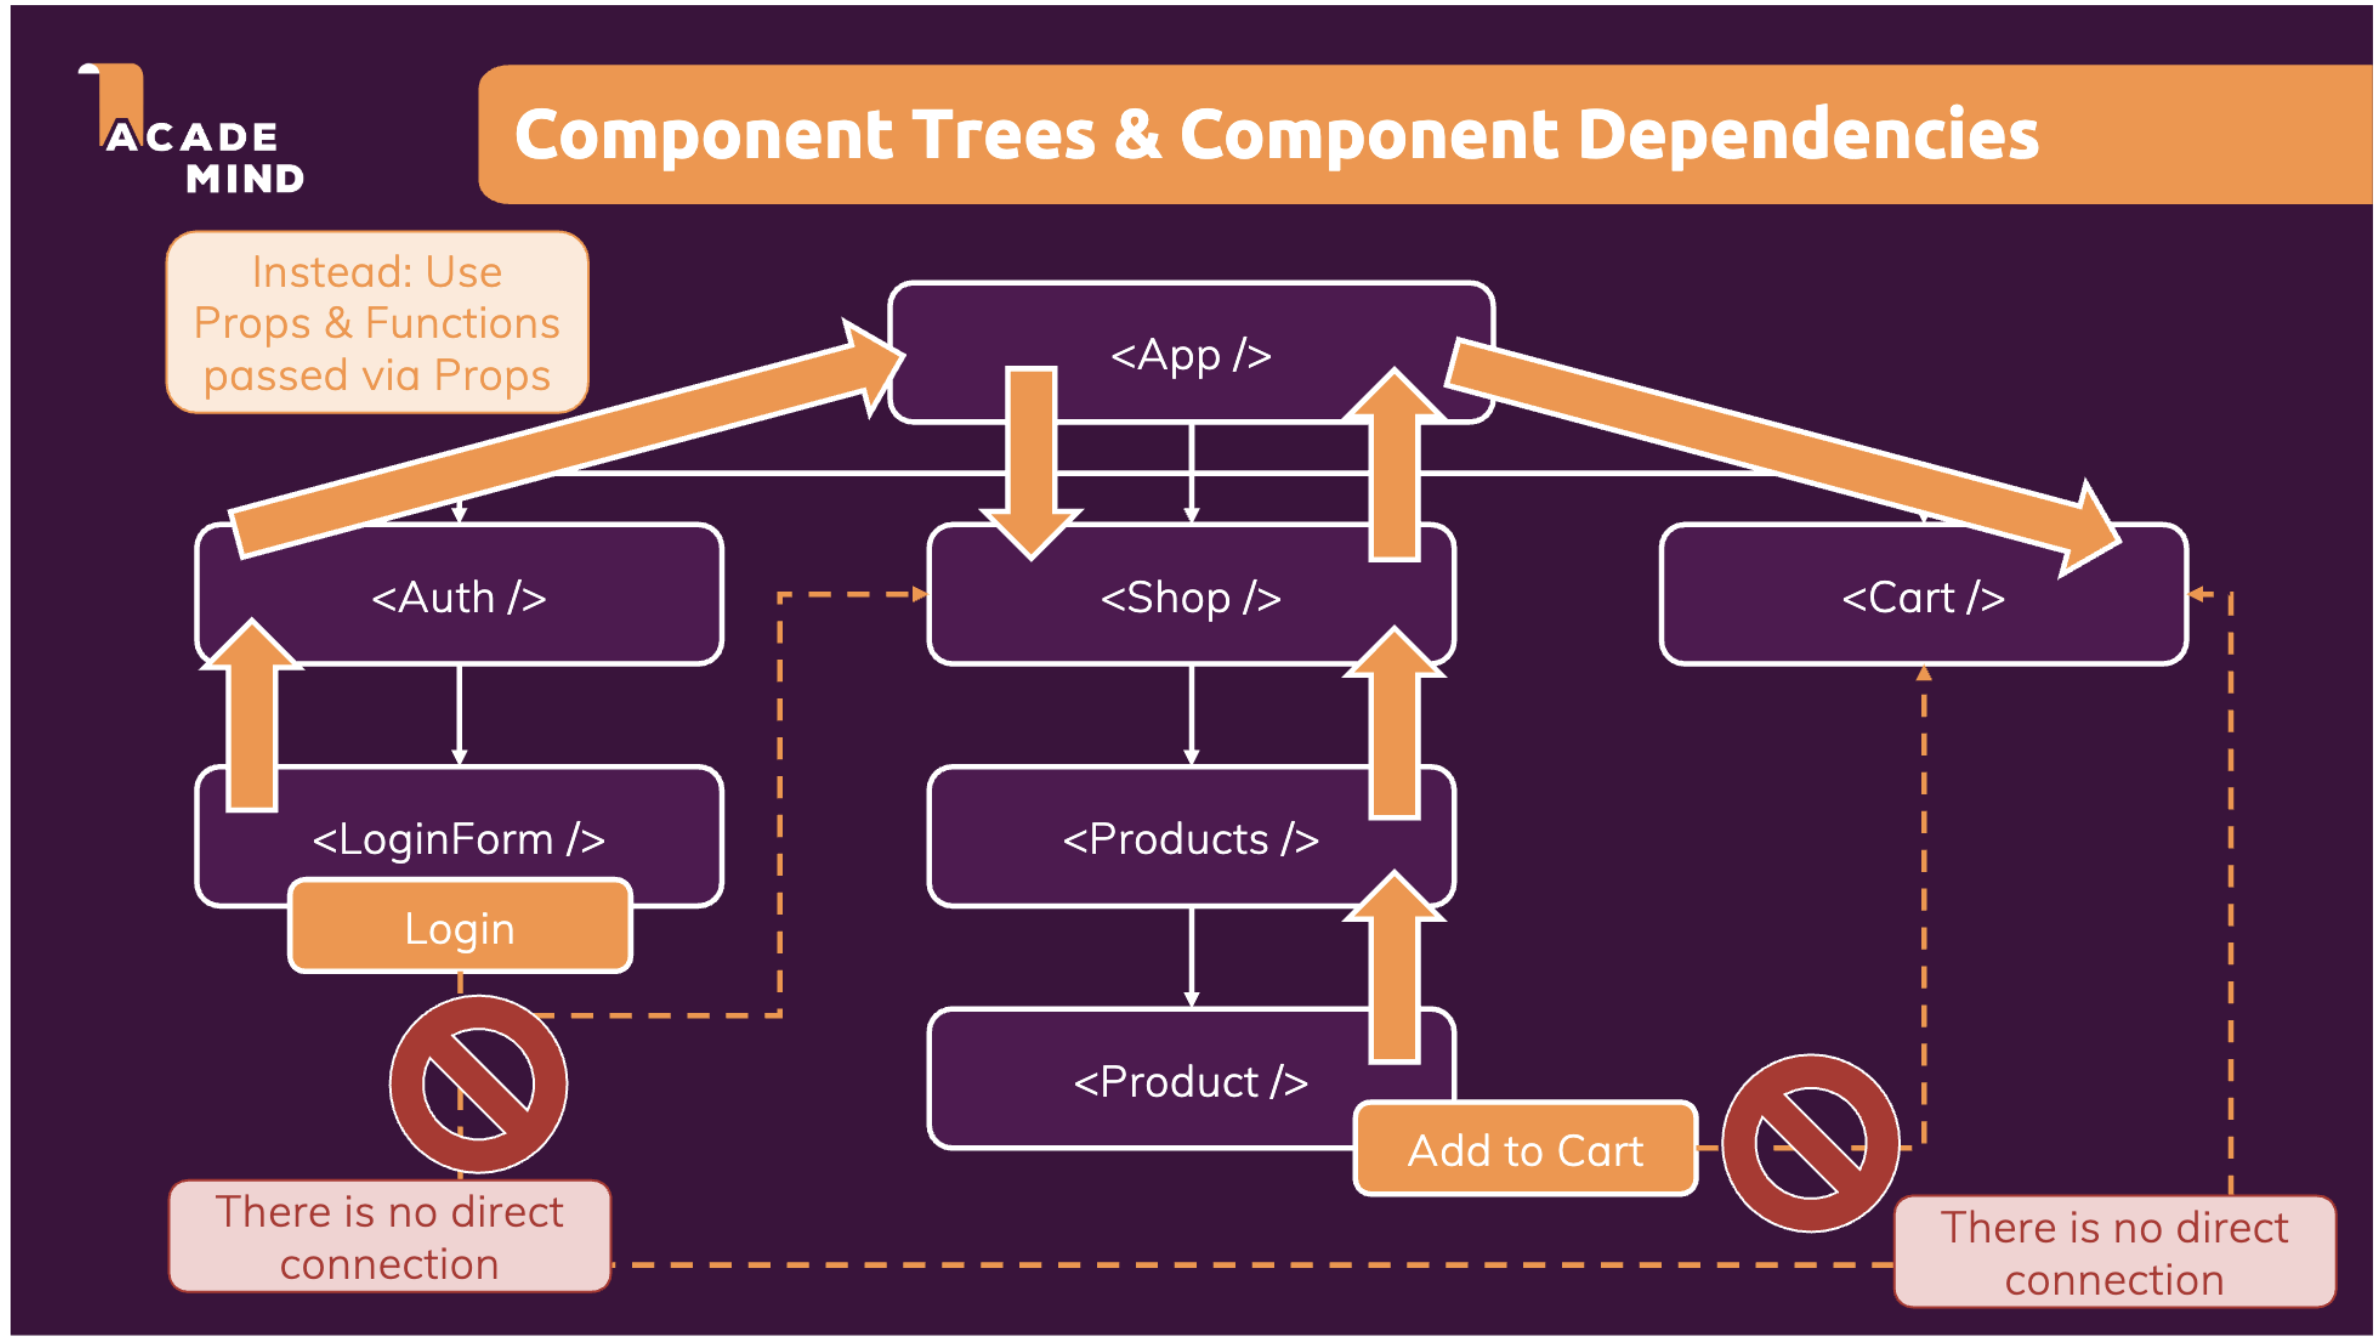 ACADE
MIND
Component Trees & Component Dependencies
Instead: Use
Props & Functions
passed via Props
<App />
<Auth />
<Shop />
<Cart />
<LoginForm />
<Products />
Login
<Product />
Add to Cart
There is no direct
connection
There is no direct
connection